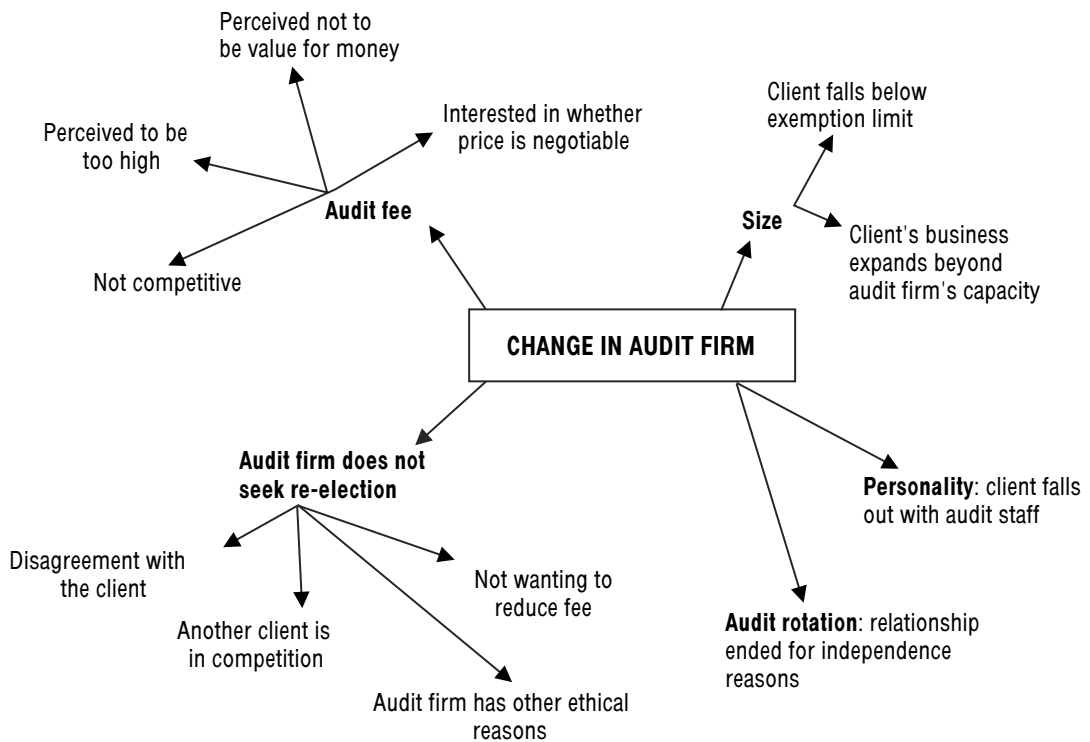 Perceived not to
be value for money
Interested in whether
price is negotiable
Perceived to be
too high
Audit fee
Not competitive
Client falls below
exemption limit
Size
Client's business
expands beyond
audit firm's capacity
CHANGE IN AUDIT FIRM
Audit firm does not
seek re-election
Disagreement with
the client
Another client is
in competition
Audit firm has other ethical
reasons
Not wanting to
reduce fee
Personality: client falls
out with audit staff
Audit rotation: relationship
ended for independence
reasons